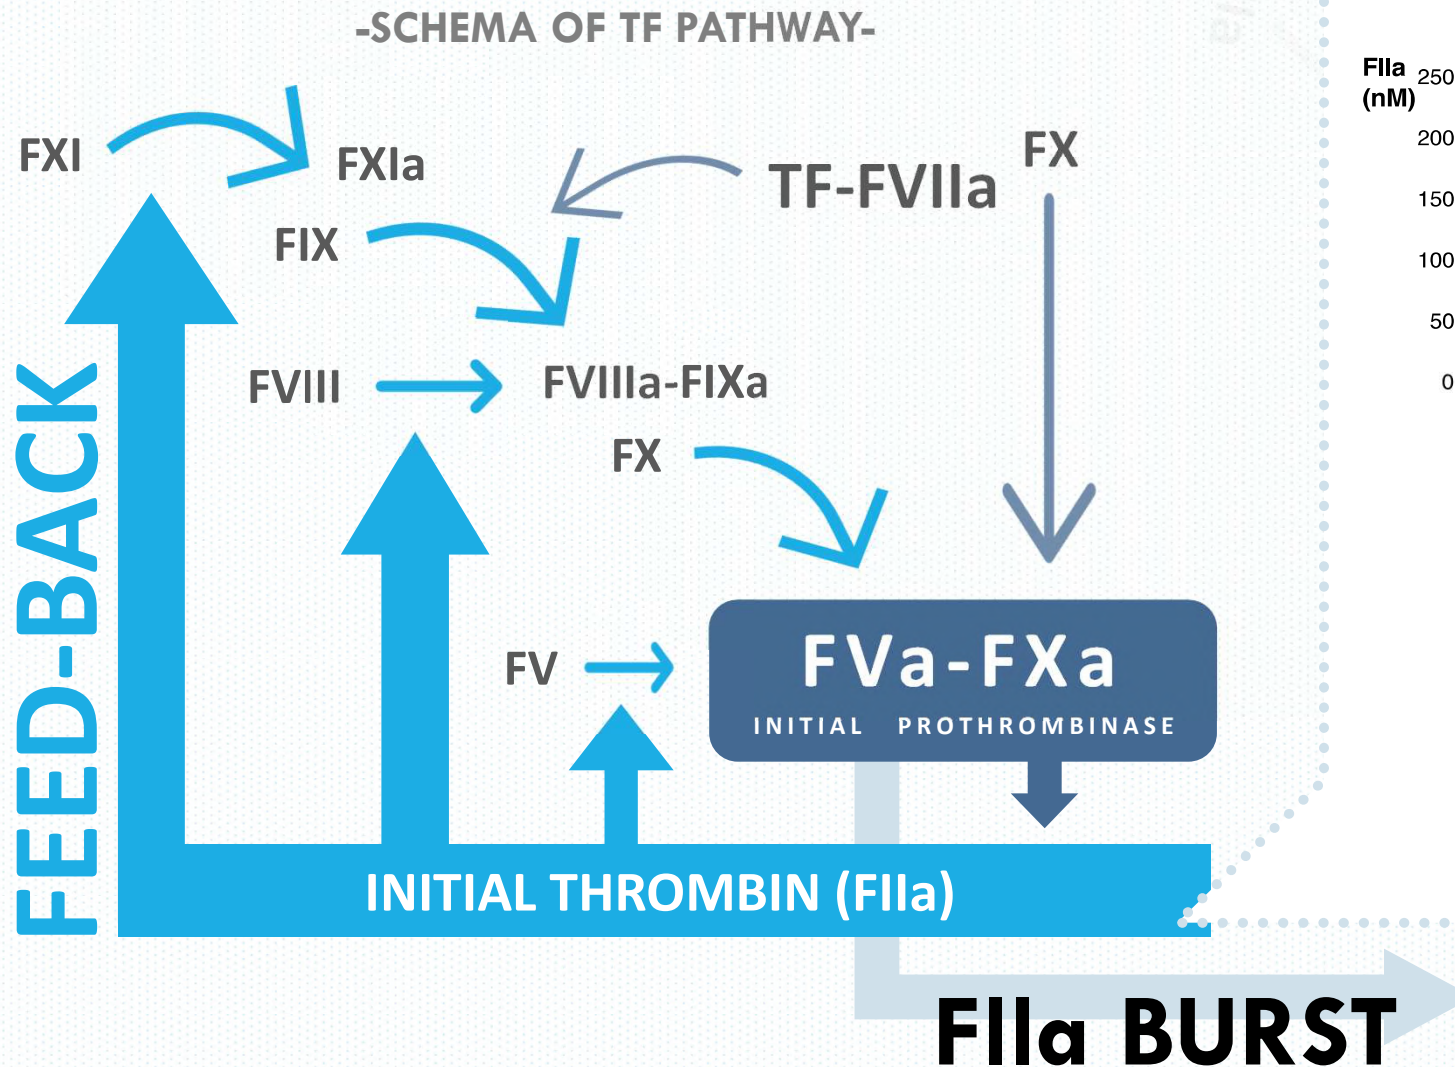 -SCHEMA OF TF PATHWAY-
FIIa
(nM)
250
200
150
100
50
0
FXI
FXIa
TF-FVIIa
FX
FIX
FVIII
FVIIIa-FIXa
FX
FV
FVa-FXa
INITIAL PROTHROMBINASE
FEED-BACK
INITIAL THROMBIN (FIIa)
FIIa BURST